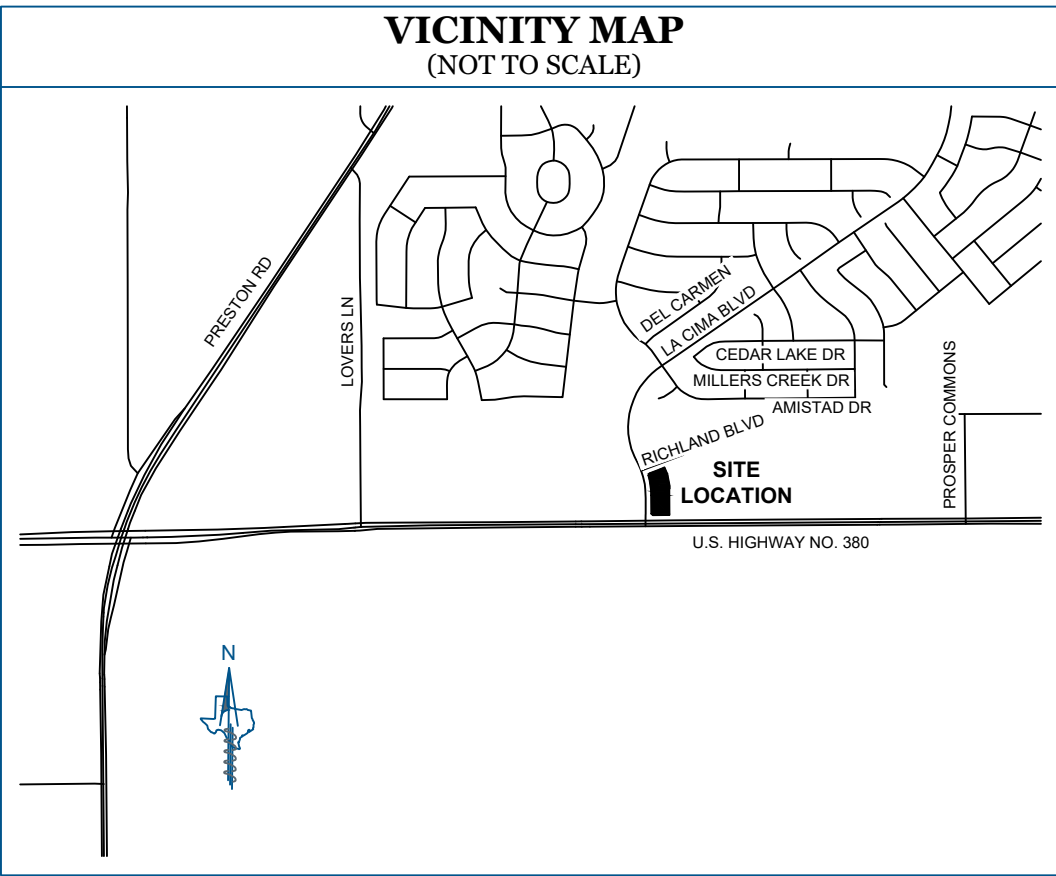 VICINITY MAP
(NOT TO SCALE)
PRESTON RD
LOVERS LN
DEL CARMEN
LA CIMA BLVD
CEDAR LAKE DR
MILLERS CREEK DR
AMISTAD DR
PROSPER COMMONS
RICHLAND BLVD
SITE
LOCATION
U.S. HIGHWAY NO. 380
N